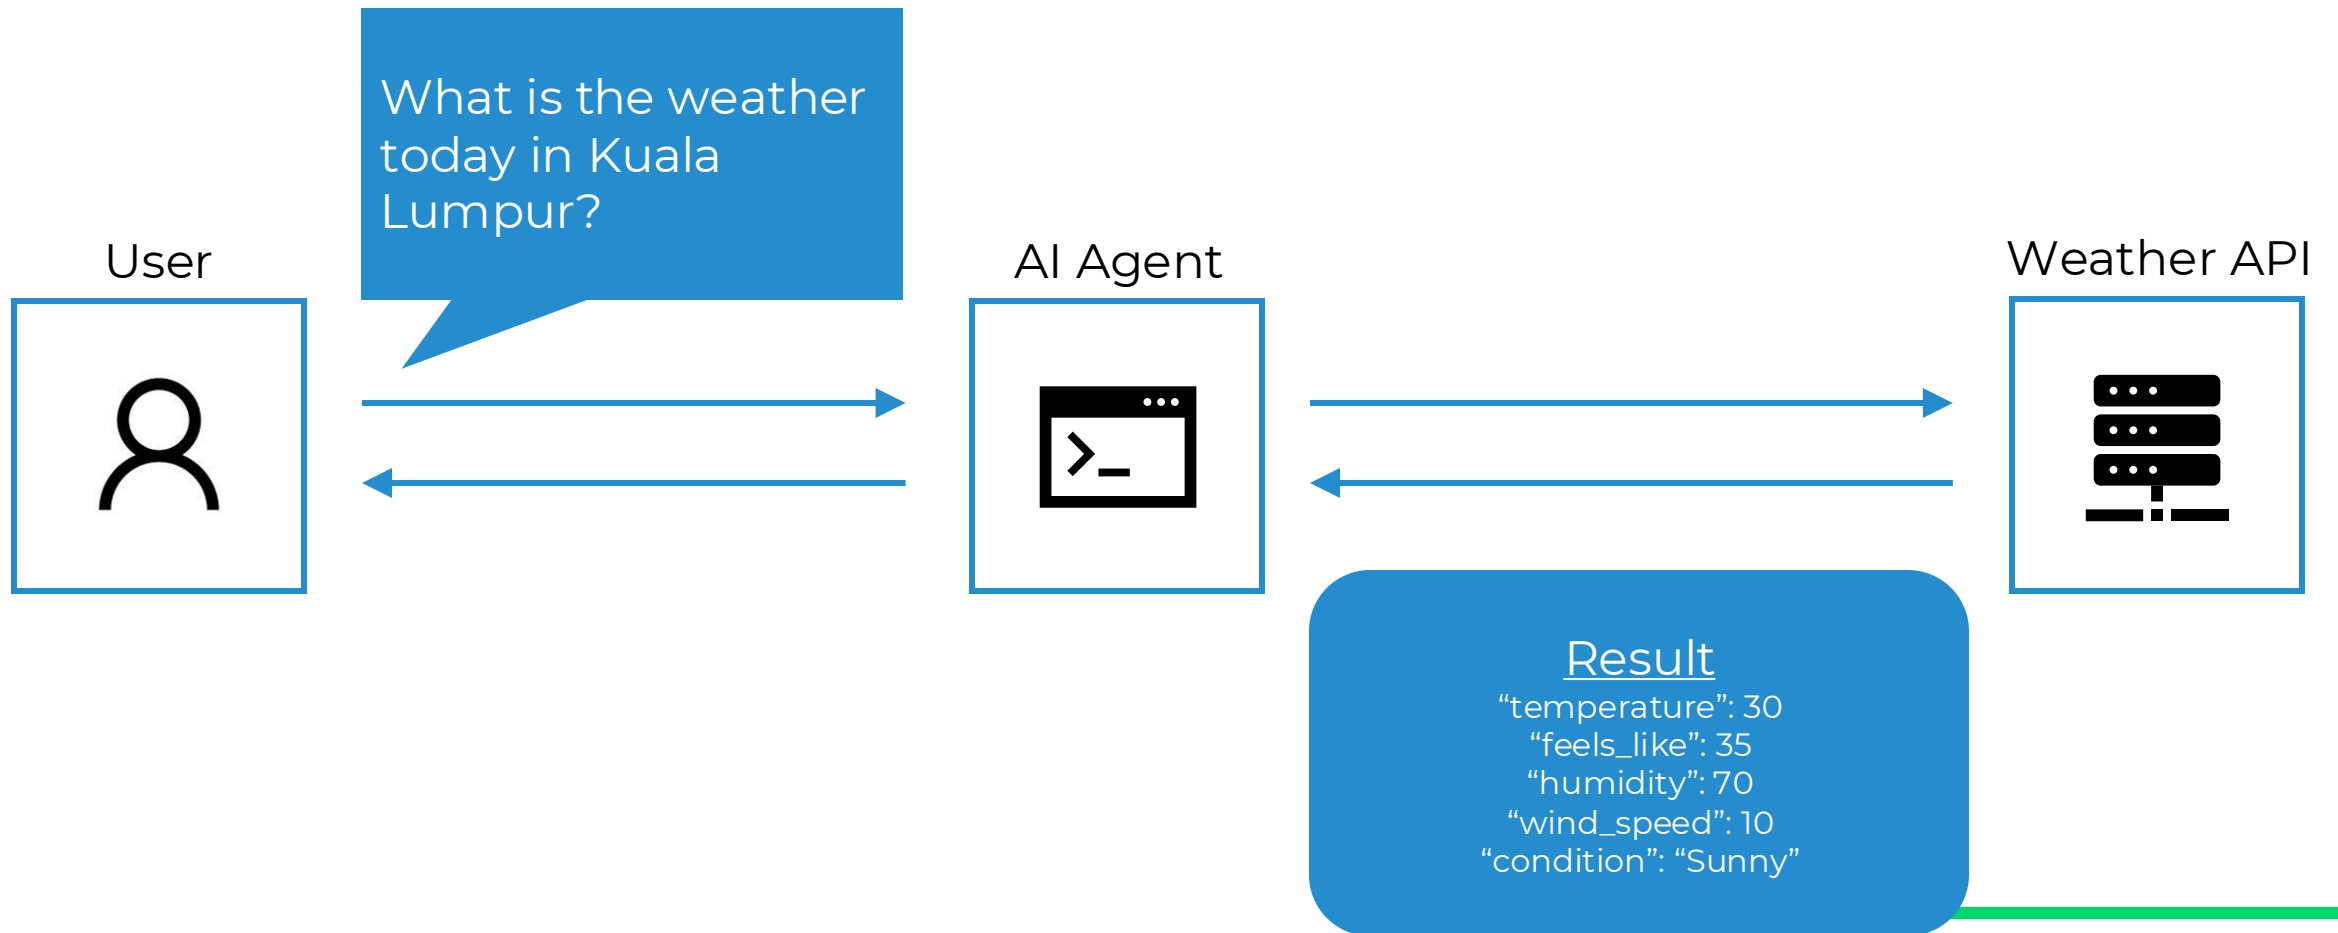 What is the weather
today in Kuala
Lumpur?
User
AI Agent
Weather API
Result
“temperature”: 30
“feels_like”: 35
“humidity”: 70
“wind_speed”: 10
“condition”: “Sunny”